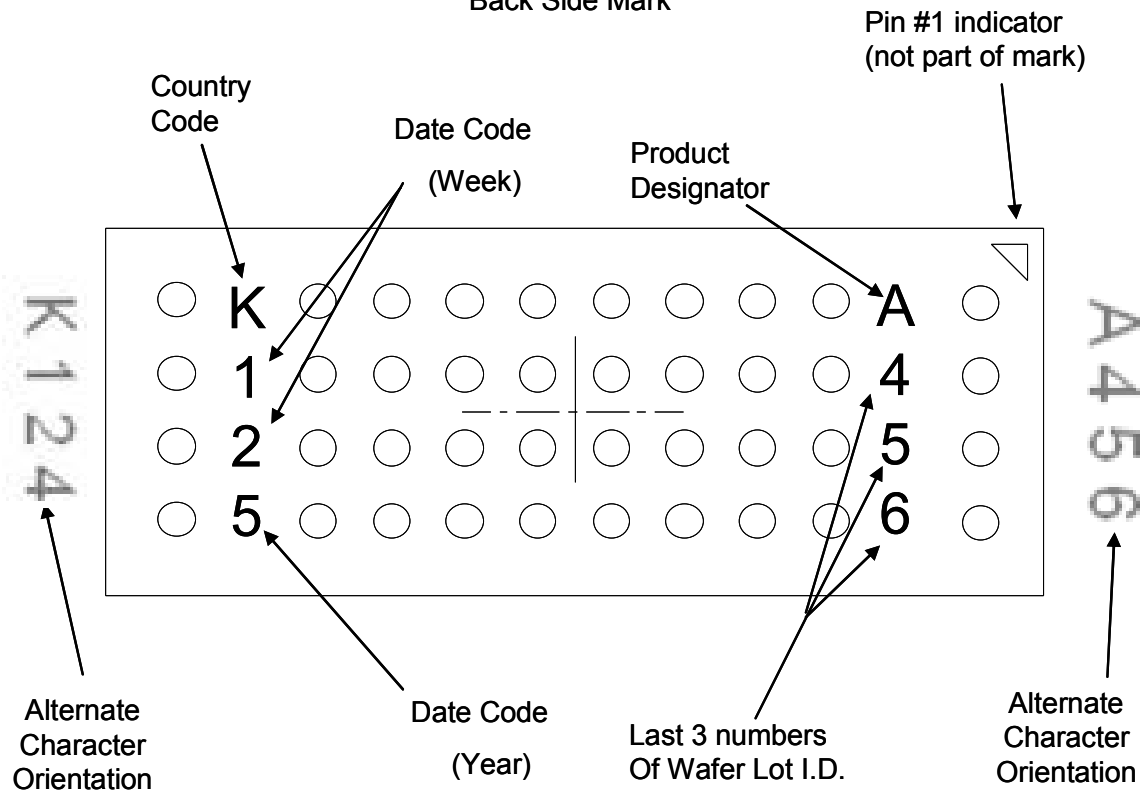 Back Side Mark
Pin #1 indicator
(not part of mark)
Country
Code
Date Code
(Week)
Product
Designator
K
1
2
5
A
4
5
6
K 1 2 4
A 4 5 6
Alternate
Character
Orientation
Date Code
(Year)
Last 3 numbers
Of Wafer Lot I.D.
Alternate
Character
Orientation